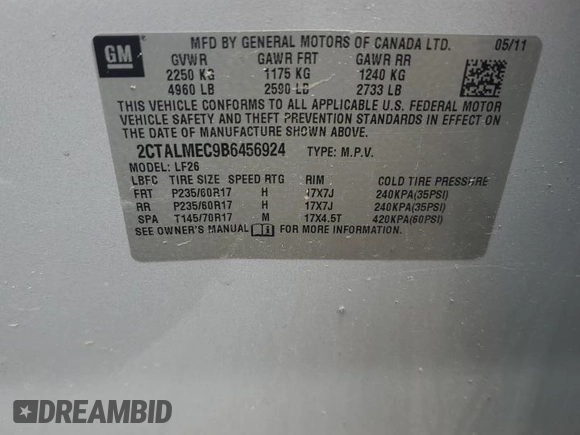 GM
MFD BY GENERAL MOTORS OF CANADA LTD. 05/11
GVWR GAWR FRT GAWR RR
2250 KG 1175 KG 1240 KG
4960 LB 2590 LB 2733 LB
THIS VEHICLE CONFORMS TO ALL APPLICABLE U.S. FEDERAL MOTOR
VEHICLE SAFETY AND THEFT PREVENTION STANDARDS IN EFFECT ON
THE DATE OF MANUFACTURE SHOWN ABOVE.
2CTALMEC9B6456924 TYPE: M.P.V.
MODEL: LF26
LBFC TIRE SIZE SPEED RTG RIM COLD TIRE PRESSURE
FRT P235/60R17 H 17X7J 240KPA(35PSI)
RR P235/60R17 H 17X7J 240KPA(35PSI)
SPA T145/70R17 M 17X4.5T 420KPA(60PSI)
SEE OWNER'S MANUAL FOR MORE INFORMATION.
DREAMBID